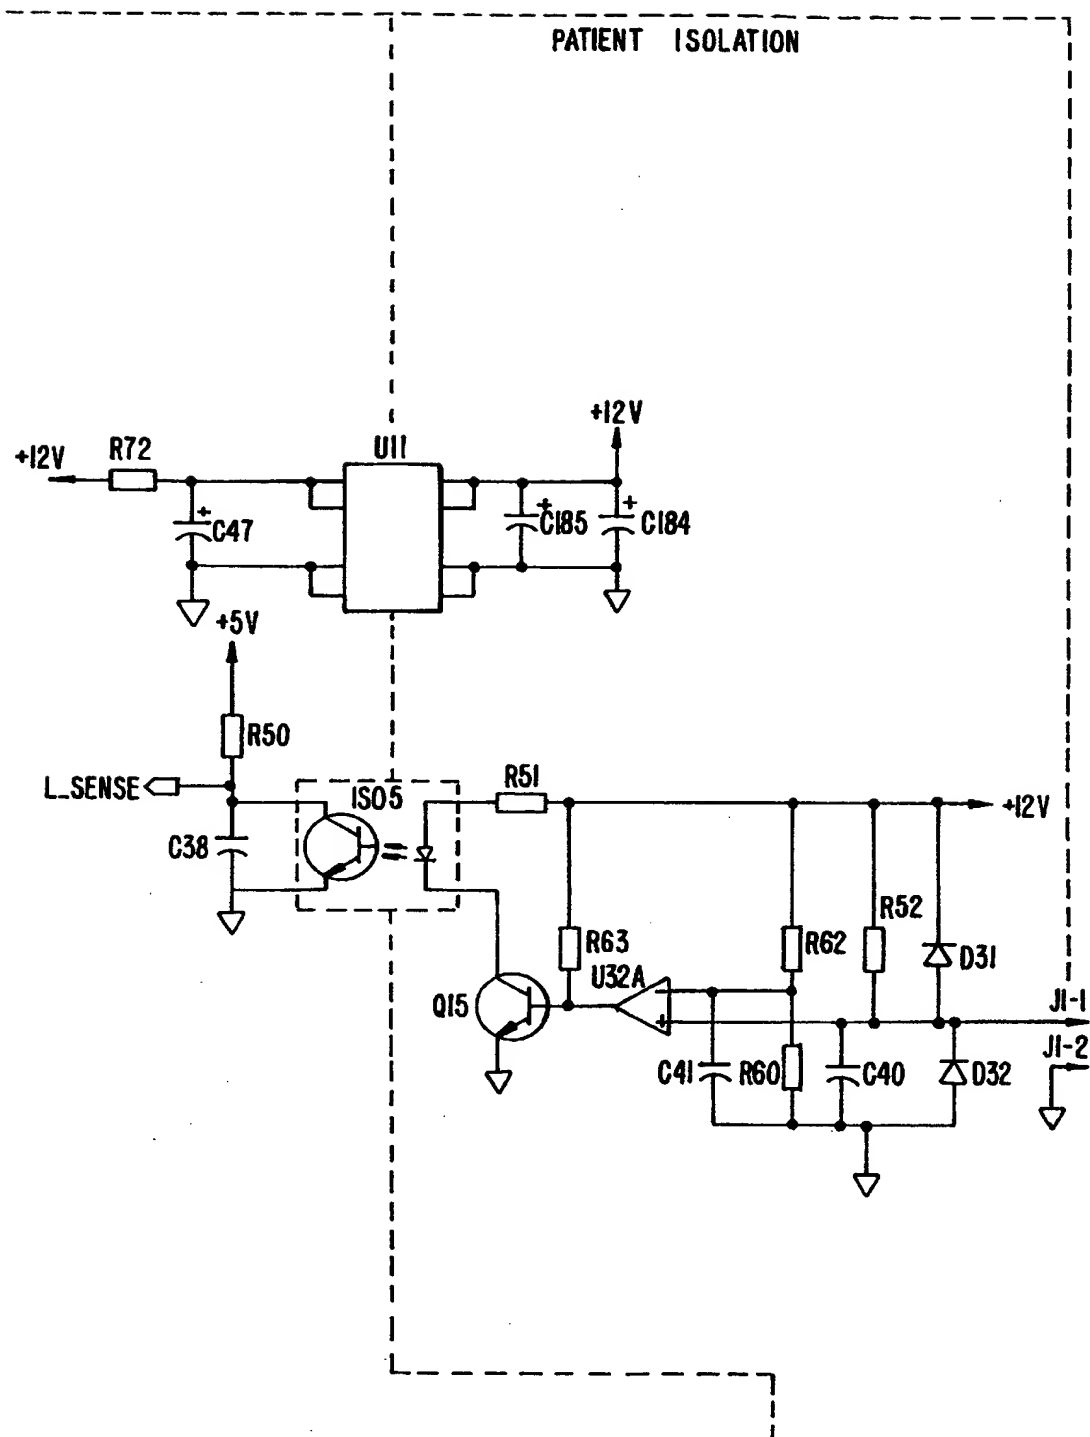 PATIENT ISOLATION
+12V
+12V
R72
U11
+
C47
+
C185
+
C184
+5V
R50
L_SENSE
ISO5
R51
+12V
C38
R63
R62
R52
D31
U32A
Q15
-
+
J1-1
J1-2
C41
R60
C40
D32